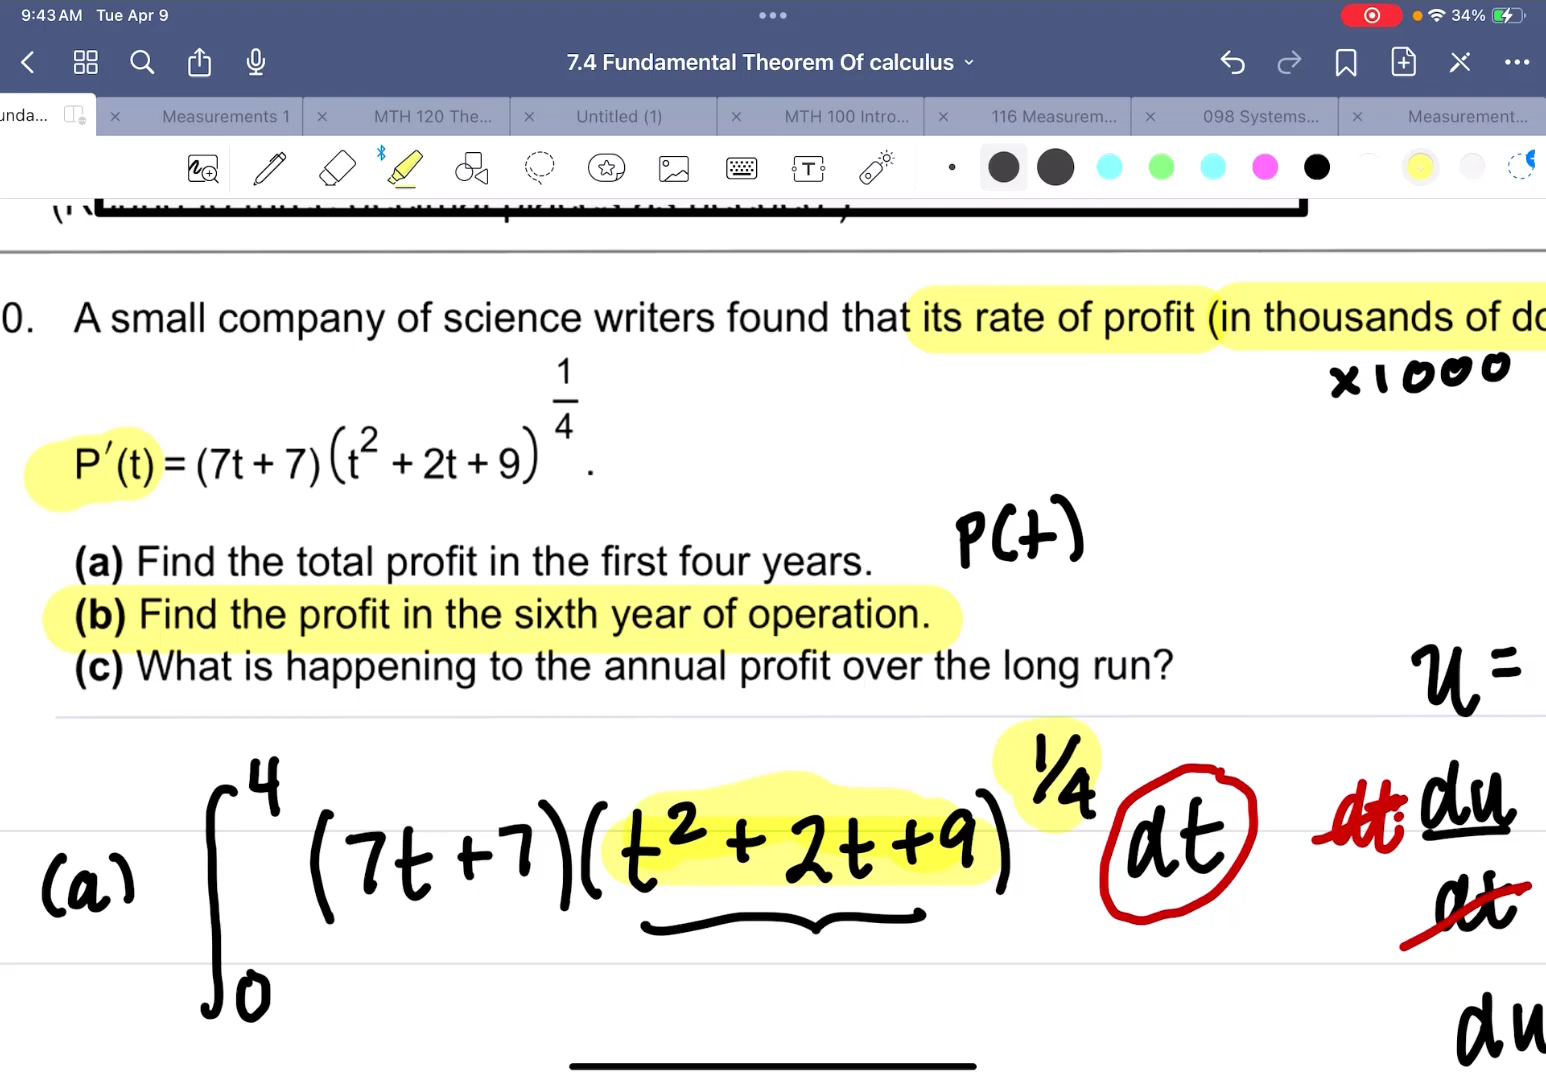 9:43 AM Tue Apr 9
34%
7.4 Fundamental Theorem Of calculus
unda...
Measurements 1
MTH 120 The...
Untitled (1)
MTH 100 Intro...
116 Measurem...
098 Systems...
Measurement...
0. A small company of science writers found that its rate of profit (in thousands of do
x1000
P′(t) = (7t + 7)(t² + 2t + 9)^(1/4).
P(t)
(a) Find the total profit in the first four years.
(b) Find the profit in the sixth year of operation.
(c) What is happening to the annual profit over the long run?
u =
(a) ∫₀⁴ (7t+7)(t²+2t+9)^(1/4) dt
dt · du/dt
du